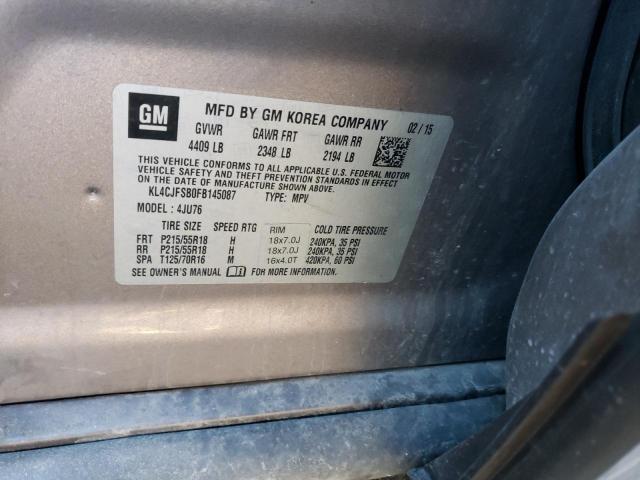 GM MFD BY GM KOREA COMPANY 02/15
GVWR GAWR FRT GAWR RR
4409 LB 2348 LB 2194 LB
THIS VEHICLE CONFORMS TO ALL APPLICABLE U.S. FEDERAL MOTOR
VEHICLE SAFETY AND THEFT PREVENTION STANDARDS IN EFFECT ON THE
DATE OF MANUFACTURE SHOWN ABOVE.
KL4CJFSB0FB145087 TYPE: MPV
MODEL: 4JU76
TIRE SIZE SPEED RTG RIM COLD TIRE PRESSURE
FRT P215/55R18 H 18x7.0J 240KPA, 35 PSI
RR P215/55R18 H 18x7.0J 240KPA, 35 PSI
SPA T125/70R16 M 16x4.0T 420KPA, 60 PSI
SEE OWNER'S MANUAL FOR MORE INFORMATION.